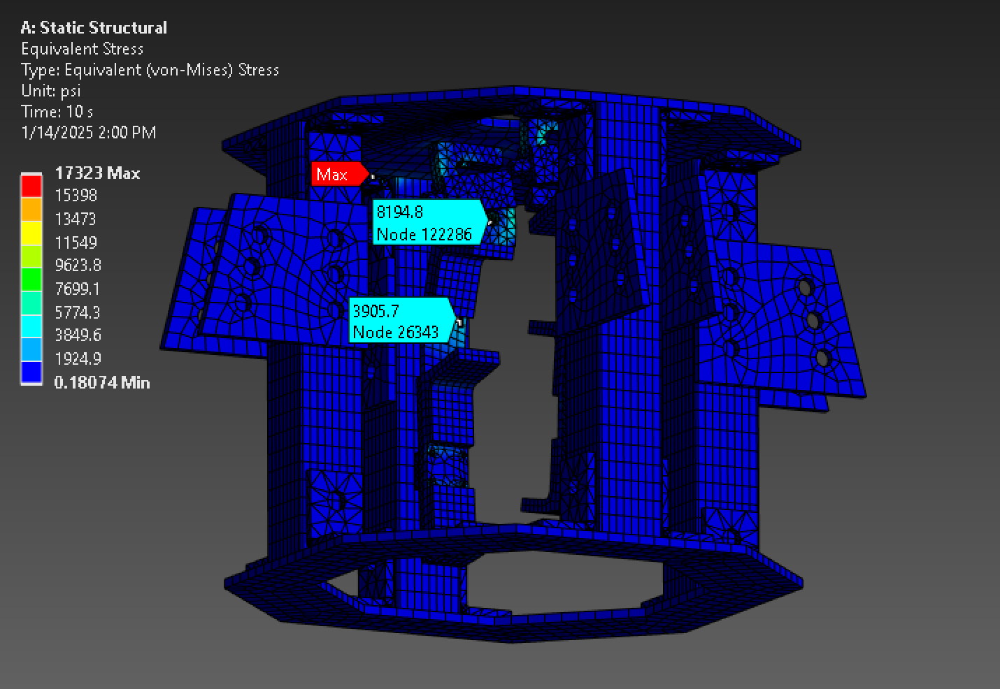 A: Static Structural
Equivalent Stress
Type: Equivalent (von-Mises) Stress
Unit: psi
Time: 10 s
1/14/2025 2:00 PM
17323 Max
15398
13473
11549
9623.8
7699.1
5774.3
3849.6
1924.9
0.18074 Min
Max
8194.8
Node 122286
3905.7
Node 26343